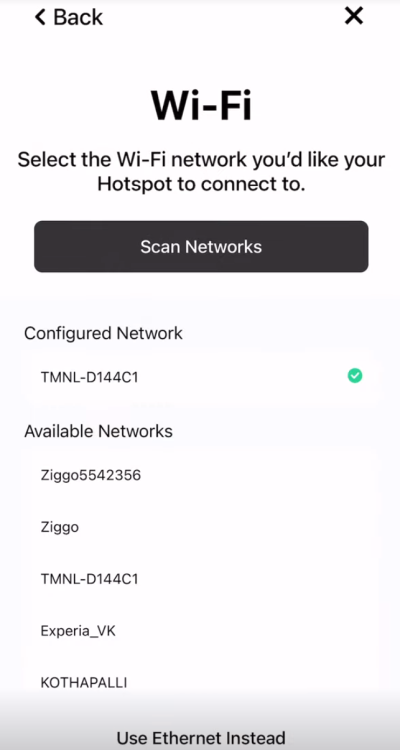 Back
Wi-Fi
Select the Wi-Fi network you’d like your
Hotspot to connect to.
Scan Networks
Configured Network
TMNL-D144C1
Available Networks
Ziggo5542356
Ziggo
TMNL-D144C1
Experia_VK
KOTHAPALLI
Use Ethernet Instead